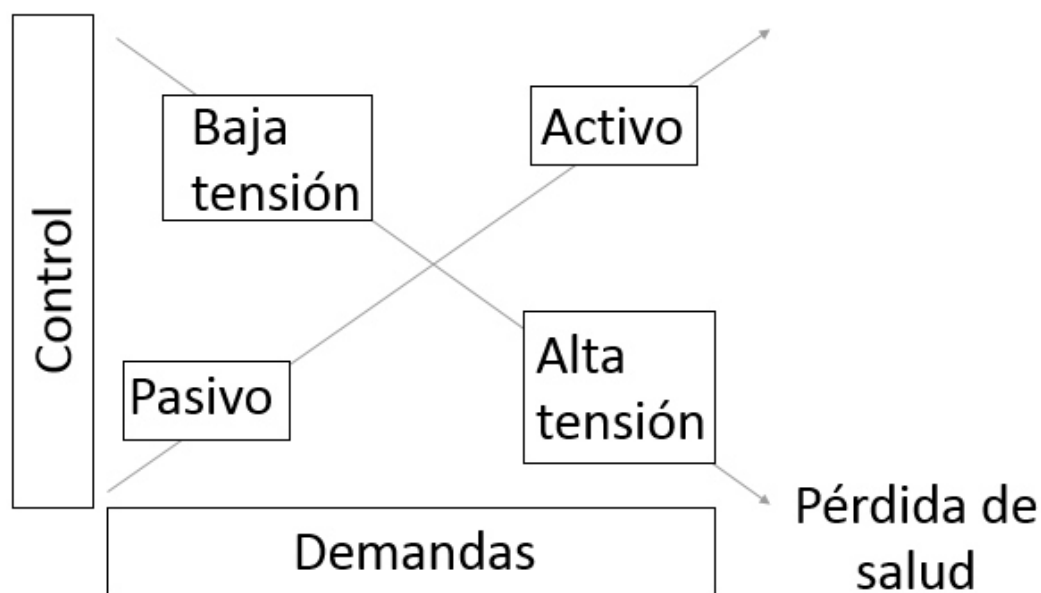 Baja
tensión
Activo
Control
Pasivo
Alta
tensión
Demandas
Pérdida de
salud